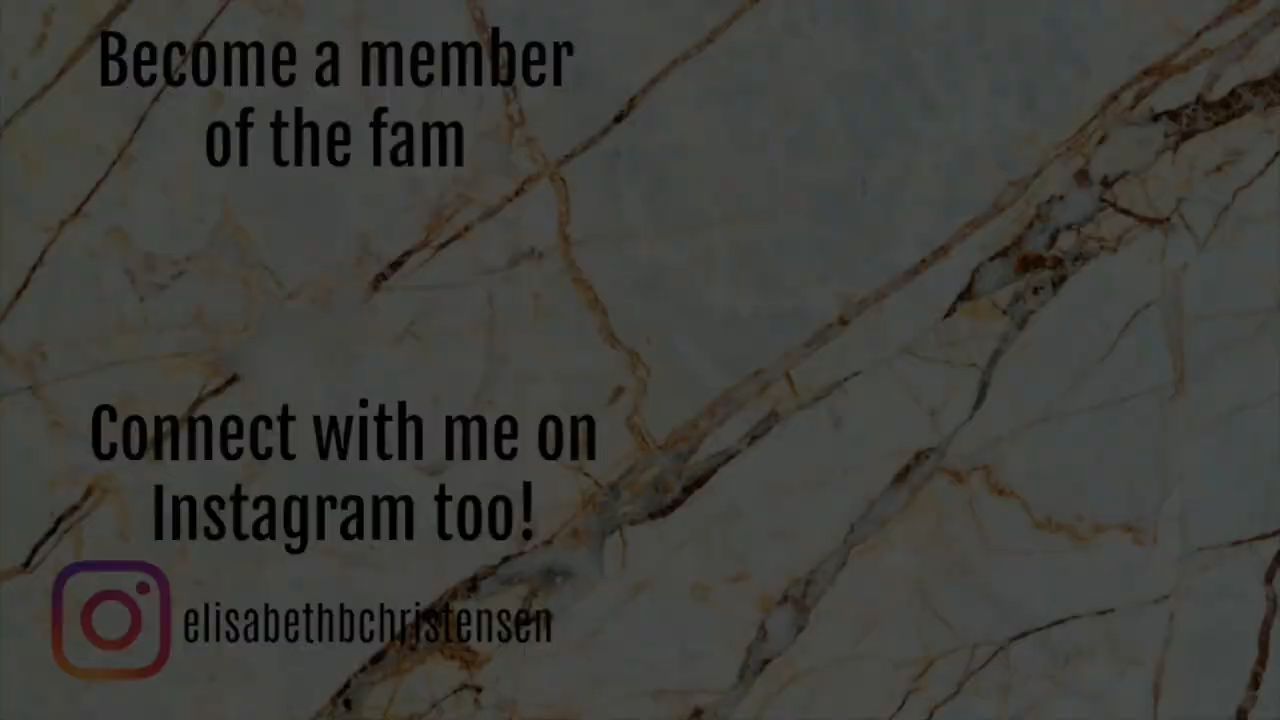 Become a member
of the fam
Connect with me on
Instagram too!
elisabethbchristensen